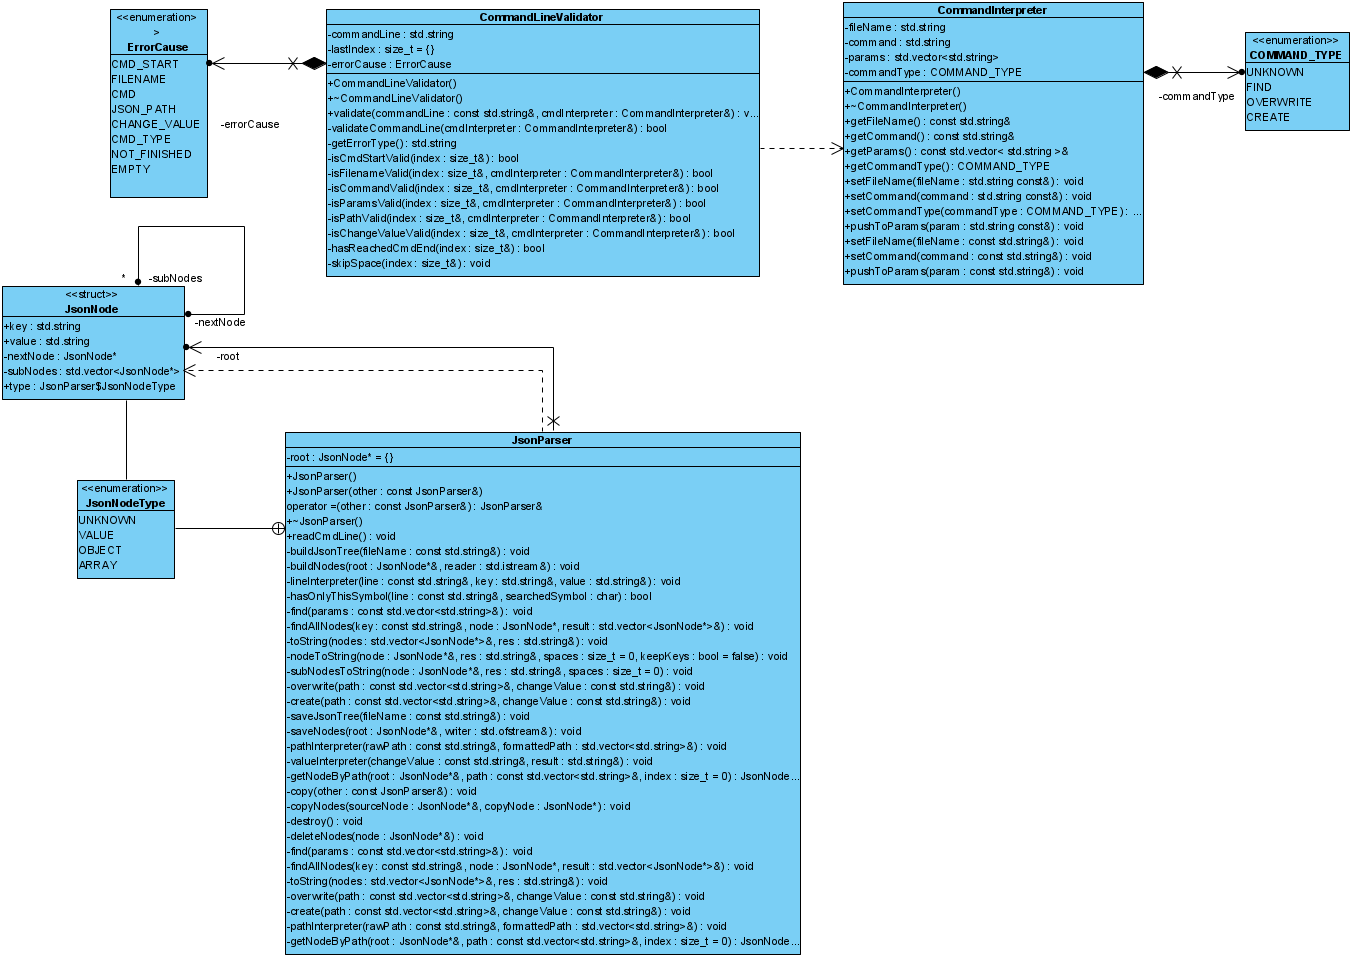 <<enumeration>
>
ErrorCause
CMD_START
FILENAME
CMD
JSON_PATH
CHANGE_VALUE
CMD_TYPE
NOT_FINISHED
EMPTY
-errorCause
CommandLineValidator
-commandLine : std.string
-lastIndex : size_t = {}
-errorCause : ErrorCause
+CommandLineValidator()
+~CommandLineValidator()
+validate(commandLine : const std.string&, cmdInterpreter : CommandInterpreter&) : v...
-validateCommandLine(cmdInterpreter : CommandInterpreter&) : bool
-getErrorType() : std.string
-isCmdStartValid(index : size_t&) : bool
-isFilenameValid(index : size_t&, cmdInterpreter : CommandInterpreter&) : bool
-isCommandValid(index : size_t&, cmdInterpreter : CommandInterpreter&) : bool
-isParamsValid(index : size_t&, cmdInterpreter : CommandInterpreter&) : bool
-isPathValid(index : size_t&, cmdInterpreter : CommandInterpreter&) : bool
-isChangeValueValid(index : size_t&, cmdInterpreter : CommandInterpreter&) : bool
-hasReachedCmdEnd(index : size_t&) : bool
-skipSpace(index : size_t&) : void
CommandInterpreter
-fileName : std.string
-command : std.string
-params : std.vector<std.string>
-commandType : COMMAND_TYPE
+CommandInterpreter()
+~CommandInterpreter()
+getFileName() : const std.string&
+getCommand() : const std.string&
+getParams() : const std.vector< std.string >&
+getCommandType() : COMMAND_TYPE
+setFileName(fileName : std.string const&) : void
+setCommand(command : std.string const&) : void
+setCommandType(commandType : COMMAND_TYPE) : ...
+pushToParams(param : std.string const&) : void
+setFileName(fileName : const std.string&) : void
+setCommand(command : const std.string&) : void
+pushToParams(param : const std.string&) : void
-commandType
<<enumeration>>
COMMAND_TYPE
UNKNOWN
FIND
OVERWRITE
CREATE
*
-subNodes
-nextNode
<<struct>>
JsonNode
+key : std.string
+value : std.string
-nextNode : JsonNode*
-subNodes : std.vector<JsonNode*>
+type : JsonParser$JsonNodeType
-root
<<enumeration>>
JsonNodeType
UNKNOWN
VALUE
OBJECT
ARRAY
JsonParser
-root : JsonNode* = {}
+JsonParser()
+JsonParser(other : const JsonParser&)
operator =(other : const JsonParser&) : JsonParser&
+~JsonParser()
+readCmdLine() : void
-buildJsonTree(fileName : const std.string&) : void
-buildNodes(root : JsonNode*&, reader : std.istream&) : void
-lineInterpreter(line : const std.string&, key : std.string&, value : std.string&) : void
-hasOnlyThisSymbol(line : const std.string&, searchedSymbol : char) : bool
-find(params : const std.vector<std.string>&) : void
-findAllNodes(key : const std.string&, node : JsonNode*, result : std.vector<JsonNode*>&) : void
-toString(nodes : std.vector<JsonNode*>&, res : std.string&) : void
-nodeToString(node : JsonNode*&, res : std.string&, spaces : size_t = 0, keepKeys : bool = false) : void
-subNodesToString(node : JsonNode*&, res : std.string&, spaces : size_t = 0) : void
-overwrite(path : const std.vector<std.string>&, changeValue : const std.string&) : void
-create(path : const std.vector<std.string>&, changeValue : const std.string&) : void
-saveJsonTree(fileName : const std.string&) : void
-saveNodes(root : JsonNode*&, writer : std.ofstream&) : void
-pathInterpreter(rawPath : const std.string&, formattedPath : std.vector<std.string>&) : void
-valueInterpreter(changeValue : const std.string&, result : std.string&) : void
-getNodeByPath(root : JsonNode*&, path : const std.vector<std.string>&, index : size_t = 0) : JsonNode...
-copy(other : const JsonParser&) : void
-copyNodes(sourceNode : JsonNode*&, copyNode : JsonNode*) : void
-destroy() : void
-deleteNodes(node : JsonNode*&) : void
-find(params : const std.vector<std.string>&) : void
-findAllNodes(key : const std.string&, node : JsonNode*, result : std.vector<JsonNode*>&) : void
-toString(nodes : std.vector<JsonNode*>&, res : std.string&) : void
-overwrite(path : const std.vector<std.string>&, changeValue : const std.string&) : void
-create(path : const std.vector<std.string>&, changeValue : const std.string&) : void
-pathInterpreter(rawPath : const std.string&, formattedPath : std.vector<std.string>&) : void
-getNodeByPath(root : JsonNode*&, path : const std.vector<std.string>&, index : size_t = 0) : JsonNode...